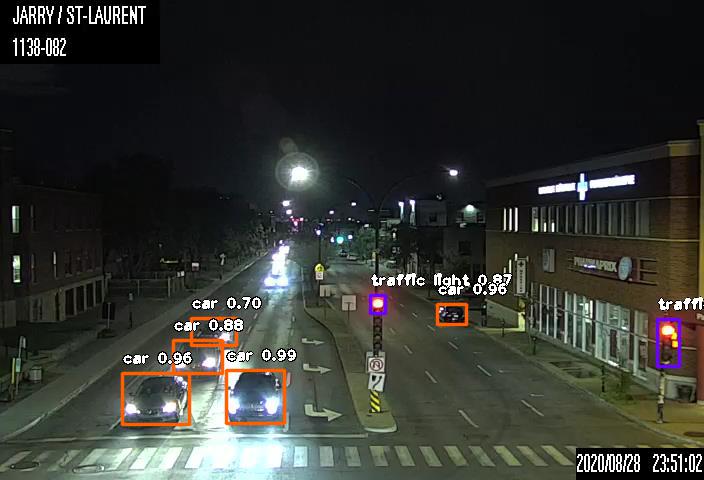 JARRY / ST-LAURENT
1138-082
traffic light 0.87
car 0.96
car 0.70
traffi
car 0.88
car 0.96
car 0.99
2020/08/28 23:51:02